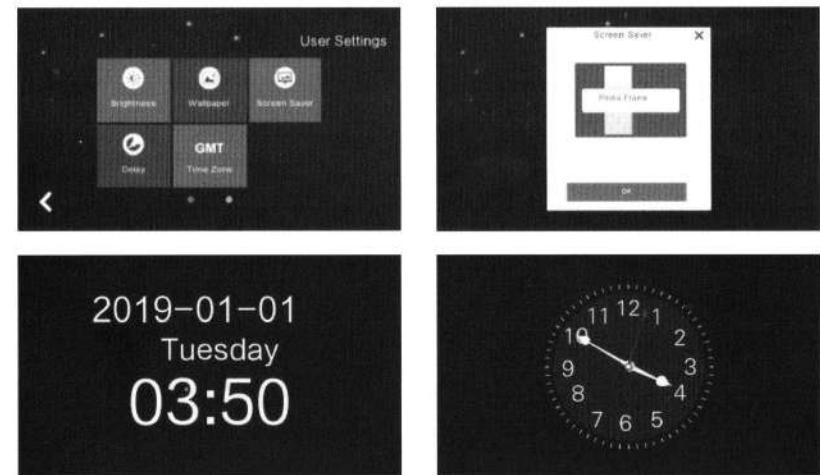 User Settings
Brightness
Wallpaper
Screen Saver
Delay
GMT
Time Zone
Screen Saver
Photo Frame
OK
2019-01-01
Tuesday
03:50
12
11
1
10
2
9
3
8
4
7
5
6